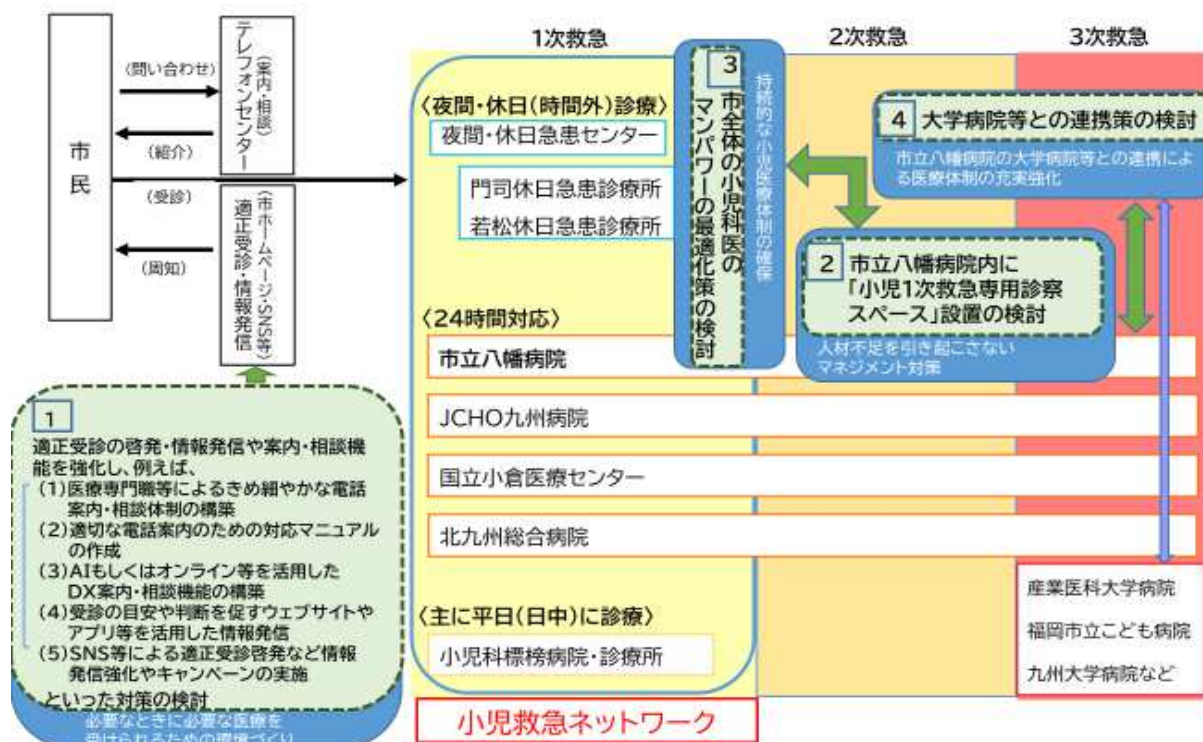 1次救急
2次救急
3次救急
市民
(問い合わせ)
(紹介)
(受診)
(周知)
テレフォンセンター
(案内・相談)
(市ホームページ・SNS等)
適正受診・情報発信
〈夜間・休日(時間外)診療〉
夜間・休日急患センター
門司休日急患診療所
若松休日急患診療所
〈24時間対応〉
市立八幡病院
JCHO九州病院
国立小倉医療センター
北九州総合病院
〈主に平日(日中)に診療〉
小児科標榜病院・診療所
小児救急ネットワーク
3
市全体の小児科医の
マンパワーの最適化策の検討
持続的な小児医療体制の確保
4 大学病院等との連携策の検討
市立八幡病院の大学病院等との連携によ
る医療体制の充実強化
2 市立八幡病院内に
「小児1次救急専用診察
スペース」設置の検討
人材不足を引き起こさない
マネジメント対策
産業医科大学病院
福岡市立こども病院
九州大学病院など
1
適正受診の啓発・情報発信や案内・相談機
能を強化し、例えば、
(1)医療専門職等によるきめ細やかな電話
案内・相談体制の構築
(2)適切な電話案内のための対応マニュアル
の作成
(3)AIもしくはオンライン等を活用した
DX案内・相談機能の構築
(4)受診の目安や判断を促すウェブサイトや
アプリ等を活用した情報発信
(5)SNS等による適正受診啓発など情報
発信強化やキャンペーンの実施
といった対策の検討
必要なときに必要な医療を
受けられるための環境づくり